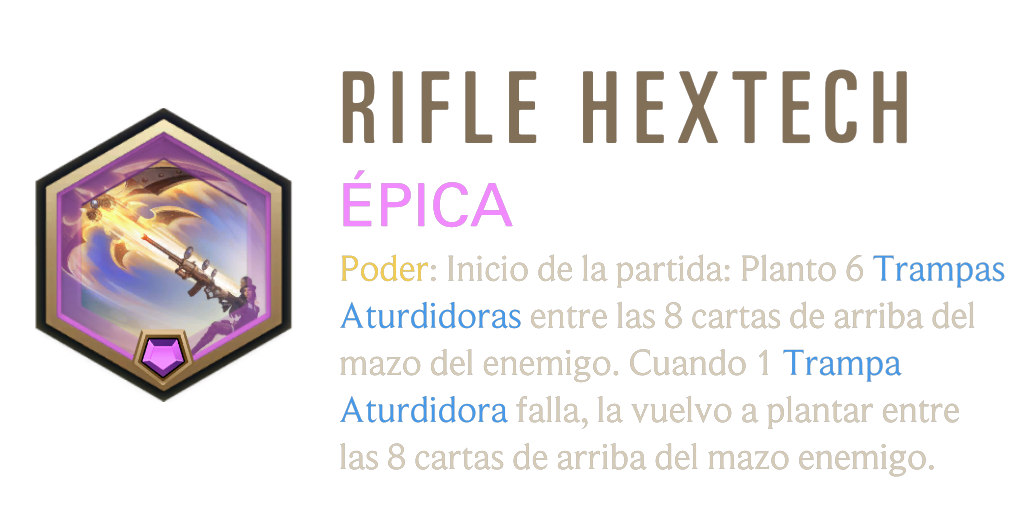 RIFLE HEXTECH
ÉPICA
Poder: Inicio de la partida: Planto 6 Trampas
Aturdidoras entre las 8 cartas de arriba del
mazo del enemigo. Cuando 1 Trampa
Aturdidora falla, la vuelvo a plantar entre
las 8 cartas de arriba del mazo enemigo.